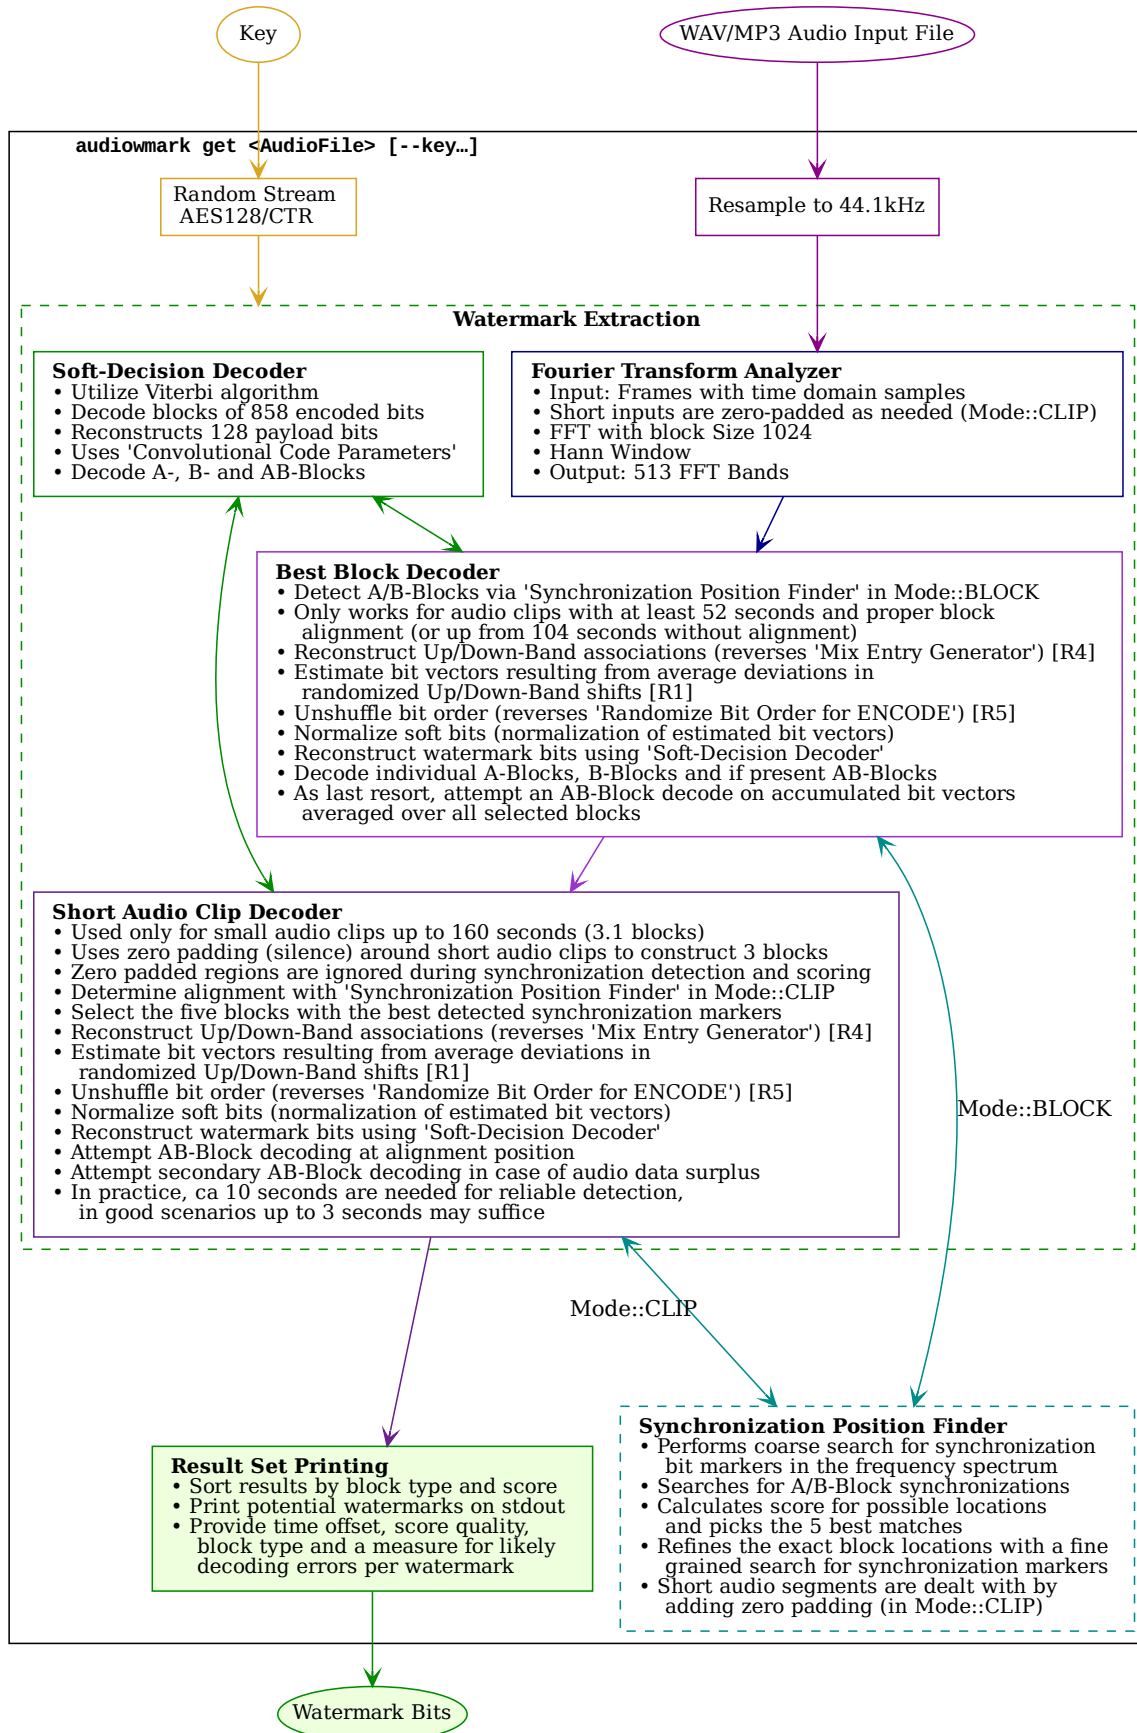 Key
WAV/MP3 Audio Input File
audiowmark get <AudioFile> [--key…]
Random Stream
AES128/CTR
Resample to 44.1kHz
Watermark Extraction
Soft-Decision Decoder
• Utilize Viterbi algorithm
• Decode blocks of 858 encoded bits
• Reconstructs 128 payload bits
• Uses 'Convolutional Code Parameters'
• Decode A-, B- and AB-Blocks
Fourier Transform Analyzer
• Input: Frames with time domain samples
• Short inputs are zero-padded as needed (Mode::CLIP)
• FFT with block Size 1024
• Hann Window
• Output: 513 FFT Bands
Best Block Decoder
• Detect A/B-Blocks via 'Synchronization Position Finder' in Mode::BLOCK
• Only works for audio clips with at least 52 seconds and proper block
alignment (or up from 104 seconds without alignment)
• Reconstruct Up/Down-Band associations (reverses 'Mix Entry Generator') [R4]
• Estimate bit vectors resulting from average deviations in
randomized Up/Down-Band shifts [R1]
• Unshuffle bit order (reverses 'Randomize Bit Order for ENCODE') [R5]
• Normalize soft bits (normalization of estimated bit vectors)
• Reconstruct watermark bits using 'Soft-Decision Decoder'
• Decode individual A-Blocks, B-Blocks and if present AB-Blocks
• As last resort, attempt an AB-Block decode on accumulated bit vectors
averaged over all selected blocks
Short Audio Clip Decoder
• Used only for small audio clips up to 160 seconds (3.1 blocks)
• Uses zero padding (silence) around short audio clips to construct 3 blocks
• Zero padded regions are ignored during synchronization detection and scoring
• Determine alignment with 'Synchronization Position Finder' in Mode::CLIP
• Select the five blocks with the best detected synchronization markers
• Reconstruct Up/Down-Band associations (reverses 'Mix Entry Generator') [R4]
• Estimate bit vectors resulting from average deviations in
randomized Up/Down-Band shifts [R1]
• Unshuffle bit order (reverses 'Randomize Bit Order for ENCODE') [R5]
• Normalize soft bits (normalization of estimated bit vectors)
• Reconstruct watermark bits using 'Soft-Decision Decoder'
• Attempt AB-Block decoding at alignment position
• Attempt secondary AB-Block decoding in case of audio data surplus
• In practice, ca 10 seconds are needed for reliable detection,
in good scenarios up to 3 seconds may suffice
Mode::BLOCK
Mode::CLIP
Result Set Printing
• Sort results by block type and score
• Print potential watermarks on stdout
• Provide time offset, score quality,
block type and a measure for likely
decoding errors per watermark
Synchronization Position Finder
• Performs coarse search for synchronization
bit markers in the frequency spectrum
• Searches for A/B-Block synchronizations
• Calculates score for possible locations
and picks the 5 best matches
• Refines the exact block locations with a fine
grained search for synchronization markers
• Short audio segments are dealt with by
adding zero padding (in Mode::CLIP)
Watermark Bits